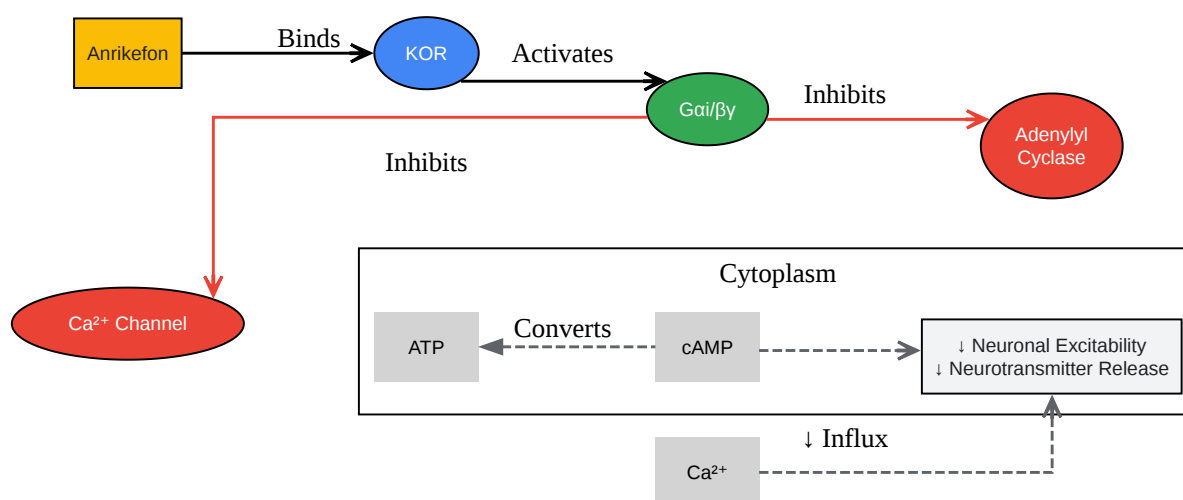 Anrikefon
Binds
KOR
Activates
Gαi/βγ
Inhibits
Adenylyl
Cyclase
Inhibits
Ca²⁺ Channel
Cytoplasm
ATP
Converts
cAMP
↓ Neuronal Excitability
↓ Neurotransmitter Release
↓ Influx
Ca²⁺